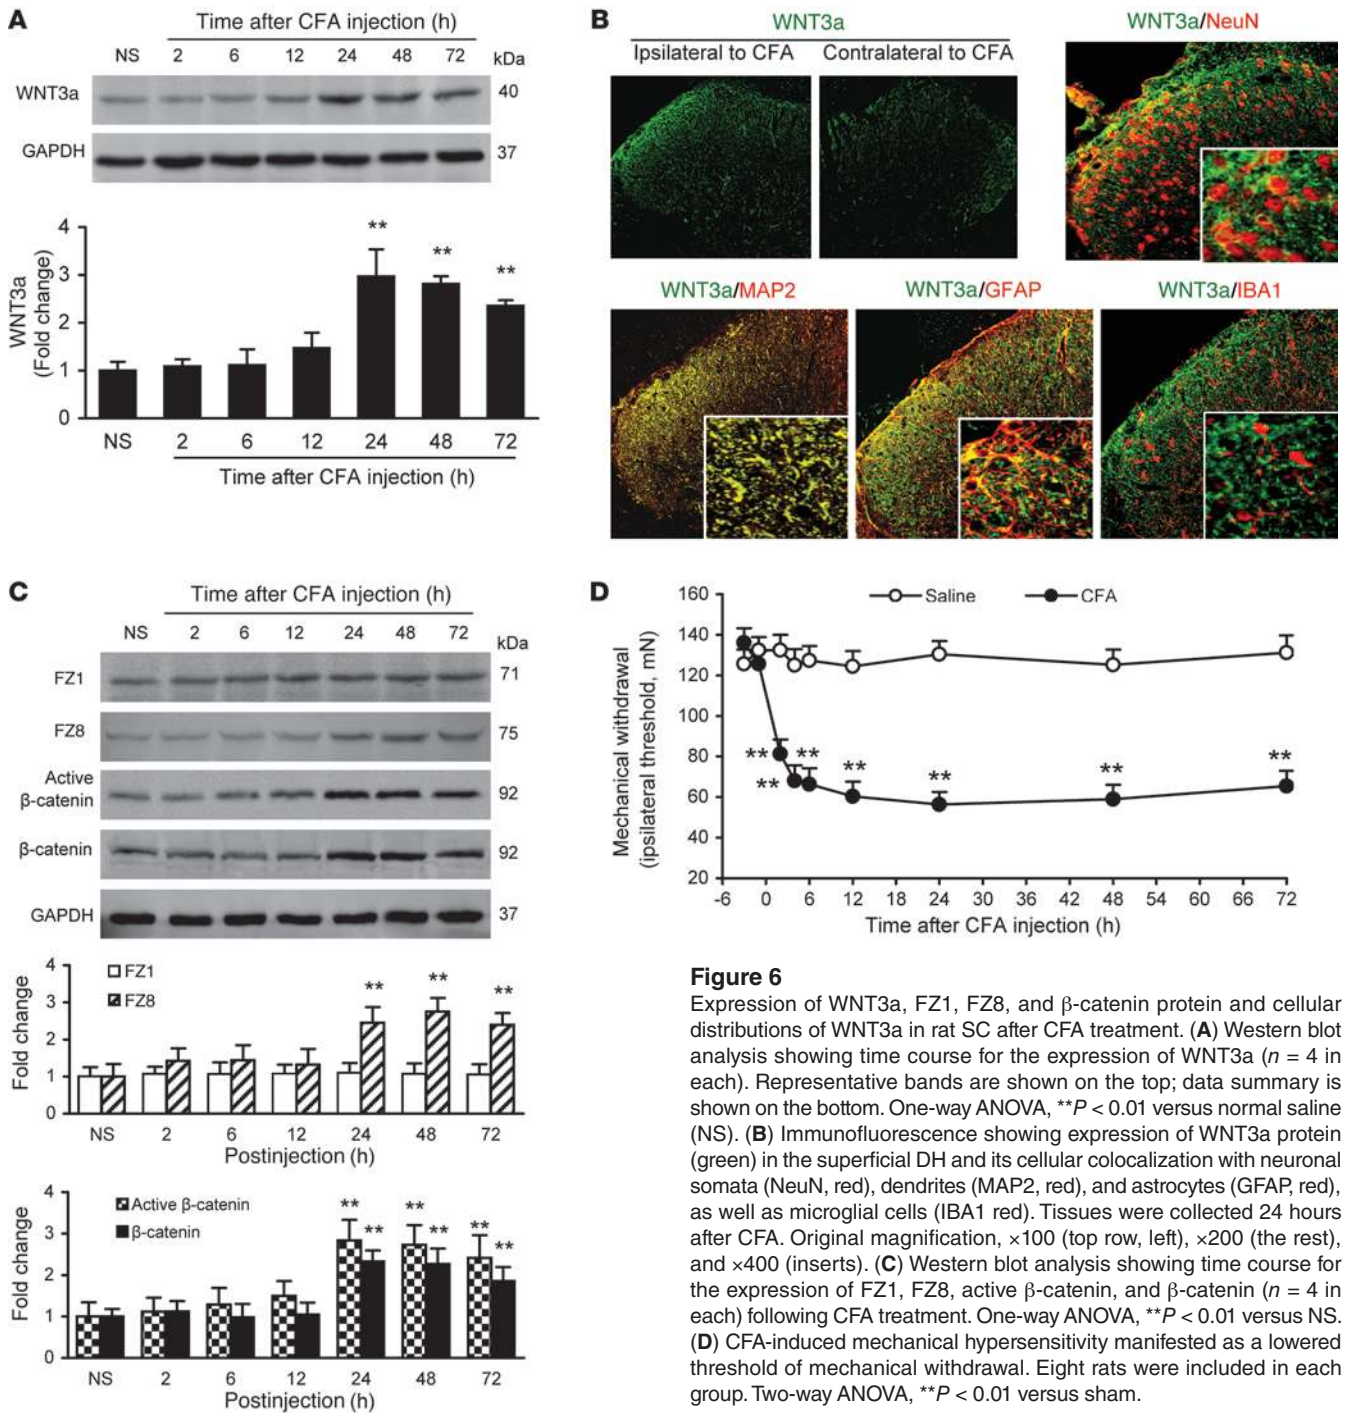 A
Time after CFA injection (h)
NS 2 6 12 24 48 72 kDa
WNT3a 40
GAPDH 37
WNT3a
(Fold change)
4
3
2
1
0
** ** **
NS 2 6 12 24 48 72
Time after CFA injection (h)
B
WNT3a
Ipsilateral to CFA Contralateral to CFA
WNT3a/NeuN
WNT3a/MAP2 WNT3a/GFAP WNT3a/IBA1
C
Time after CFA injection (h)
NS 2 6 12 24 48 72 kDa
FZ1 71
FZ8 75
Active
β-catenin 92
β-catenin 92
GAPDH 37
Fold change
4
3
2
1
0
FZ1
FZ8
** ** **
NS 2 6 12 24 48 72
Postinjection (h)
Fold change
4
3
2
1
0
Active β-catenin
β-catenin
** ** ** ** ** **
NS 2 6 12 24 48 72
Postinjection (h)
D
Mechanical withdrawal
(ipsilateral threshold, mN)
160
140
120
100
80
60
40
20
Saline CFA
** ** ** ** ** ** **
-6 0 6 12 18 24 30 36 42 48 54 60 66 72
Time after CFA injection (h)
Figure 6
Expression of WNT3a, FZ1, FZ8, and β-catenin protein and cellular
distributions of WNT3a in rat SC after CFA treatment. (A) Western blot
analysis showing time course for the expression of WNT3a (n = 4 in
each). Representative bands are shown on the top; data summary is
shown on the bottom. One-way ANOVA, **P < 0.01 versus normal saline
(NS). (B) Immunofluorescence showing expression of WNT3a protein
(green) in the superficial DH and its cellular colocalization with neuronal
somata (NeuN, red), dendrites (MAP2, red), and astrocytes (GFAP, red),
as well as microglial cells (IBA1 red). Tissues were collected 24 hours
after CFA. Original magnification, ×100 (top row, left), ×200 (the rest),
and ×400 (inserts). (C) Western blot analysis showing time course for
the expression of FZ1, FZ8, active β-catenin, and β-catenin (n = 4 in
each) following CFA treatment. One-way ANOVA, **P < 0.01 versus NS.
(D) CFA-induced mechanical hypersensitivity manifested as a lowered
threshold of mechanical withdrawal. Eight rats were included in each
group. Two-way ANOVA, **P < 0.01 versus sham.